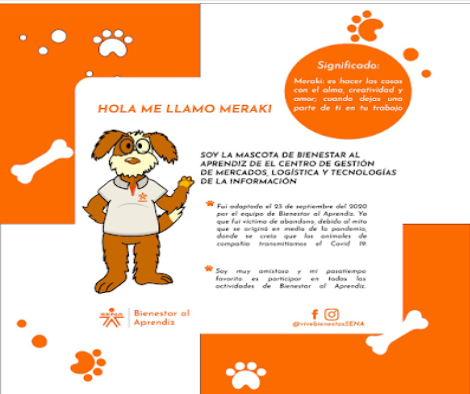 Significado:
Meraki: es hacer las cosas
con el alma, creatividad y
amor; cuando dejas una
parte de ti en tu trabajo
HOLA ME LLAMO MERAKI
SOY LA MASCOTA DE BIENESTAR AL
APRENDIZ DE EL CENTRO DE GESTIÓN
DE MERCADOS, LOGÍSTICA Y TECNOLOGÍAS
DE LA INFORMACIÓN
Fui adoptado el 23 de septiembre del 2020
por el equipo de Bienestar al Aprendiz. Ya
que fui víctima de abandono, debido al mito
que se originó en medio de la pandemia,
donde se creía que los animales de
compañía transmitíamos el Covid 19.
Soy muy amistoso y mi pasatiempo
favorito es participar en todas las
actividades de Bienestar al Aprendiz.
SENA
Bienestar al
Aprendiz
@vivebienestarSENA